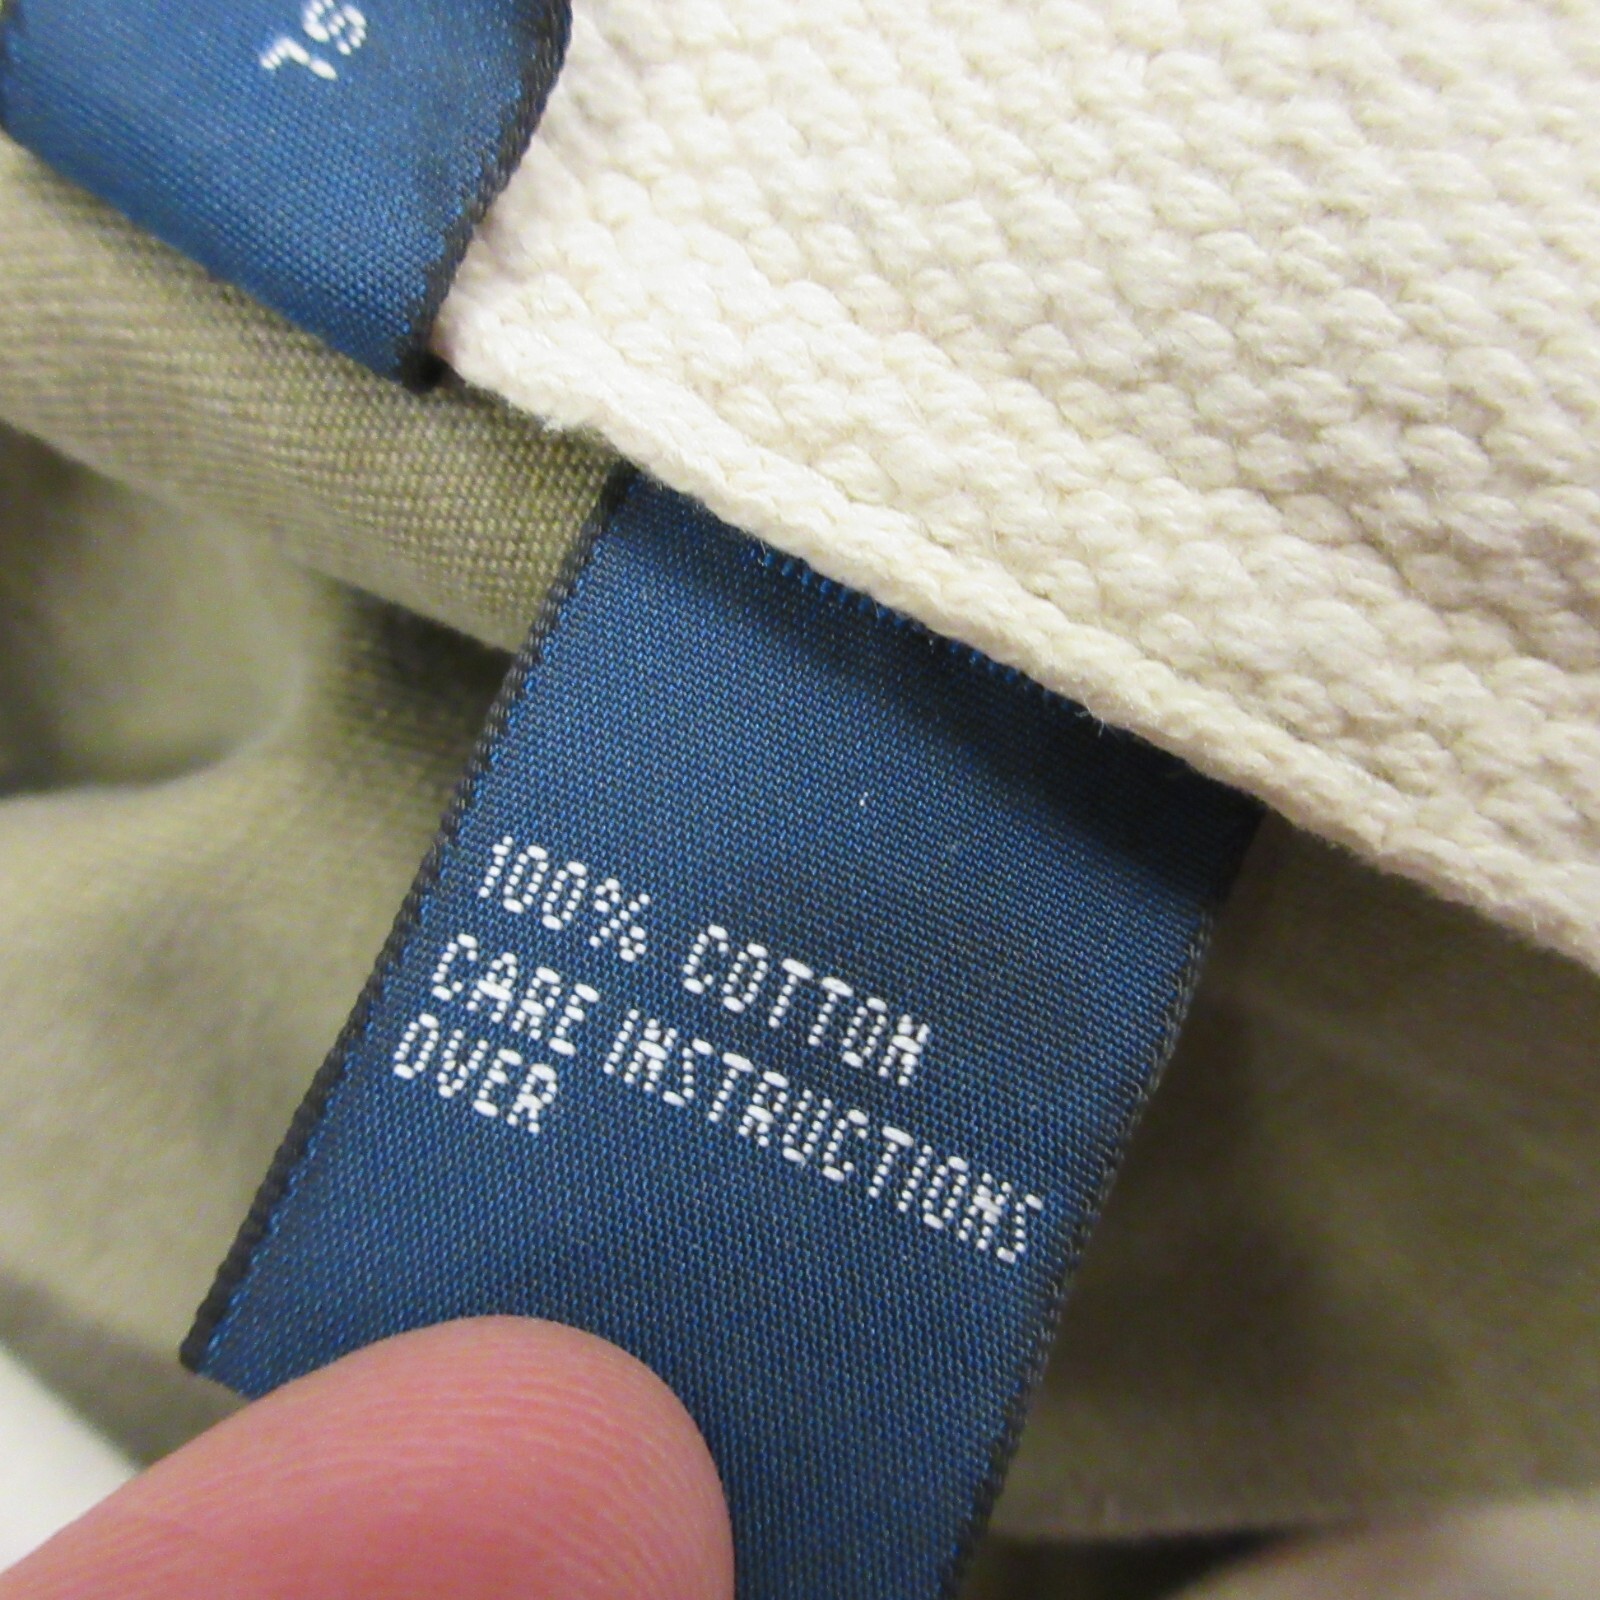 100% COTTON
CARE INSTRUCTIONS
OVER